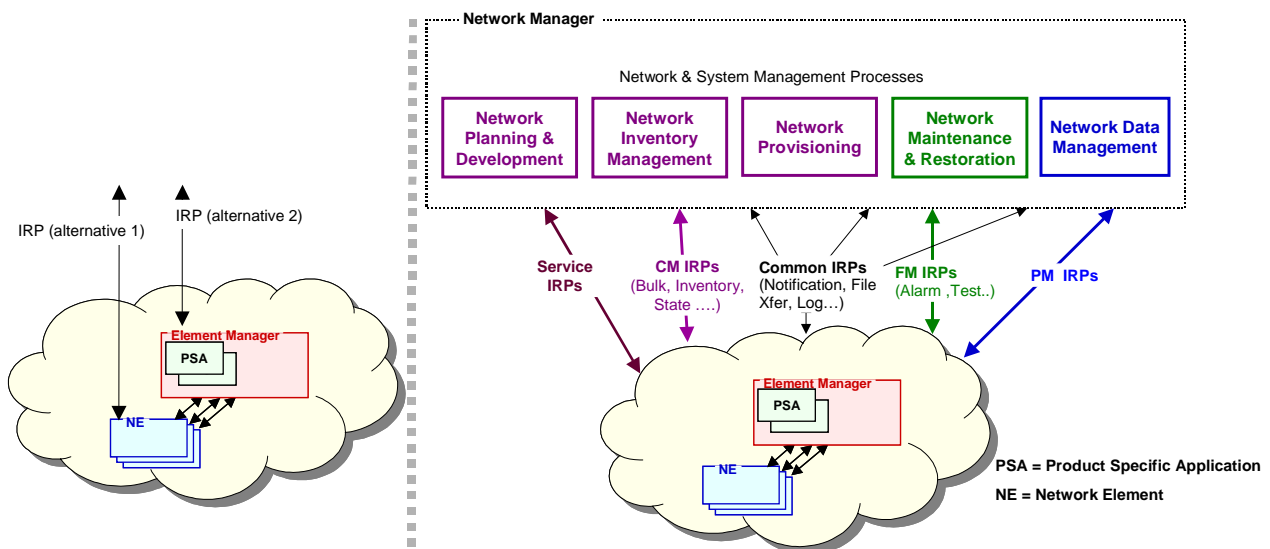 Network Manager
Network & System Management Processes
Network
Planning &
Development
Network
Inventory
Management
Network
Provisioning
Network
Maintenance
& Restoration
Network Data
Management
IRP (alternative 1)
IRP (alternative 2)
Element Manager
PSA
NE
Service
IRPs
CM IRPs
(Bulk, Inventory,
State ….)
Common IRPs
(Notification, File
Xfer, Log…)
FM IRPs
(Alarm ,Test..)
PM  IRPs
Element Manager
PSA
NE
PSA = Product Specific Application
NE = Network Element